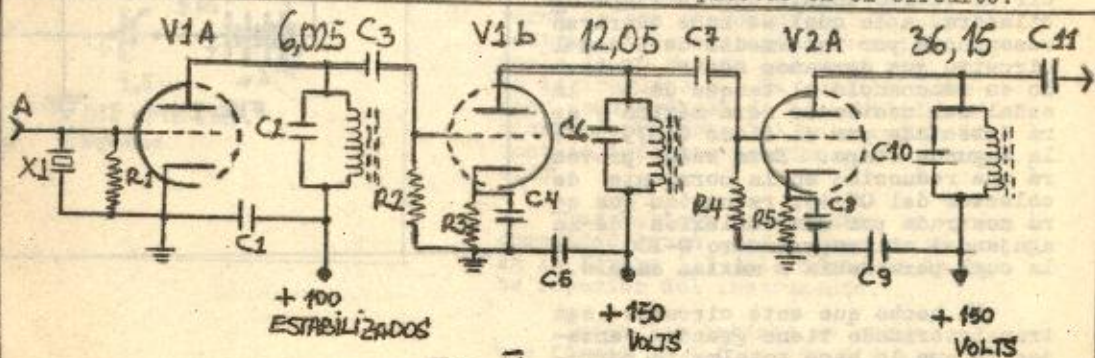 V1A 6,025 C3 V1b 12,05 C7 V2A 36,15 C11
A
X1 R1 C2 C6 C10
R2 R3 C4 R4 R5 C8
C1 C5 C9
+ 100
ESTABILIZADOS
+ 150
VOLTS
+ 150
VOLTS